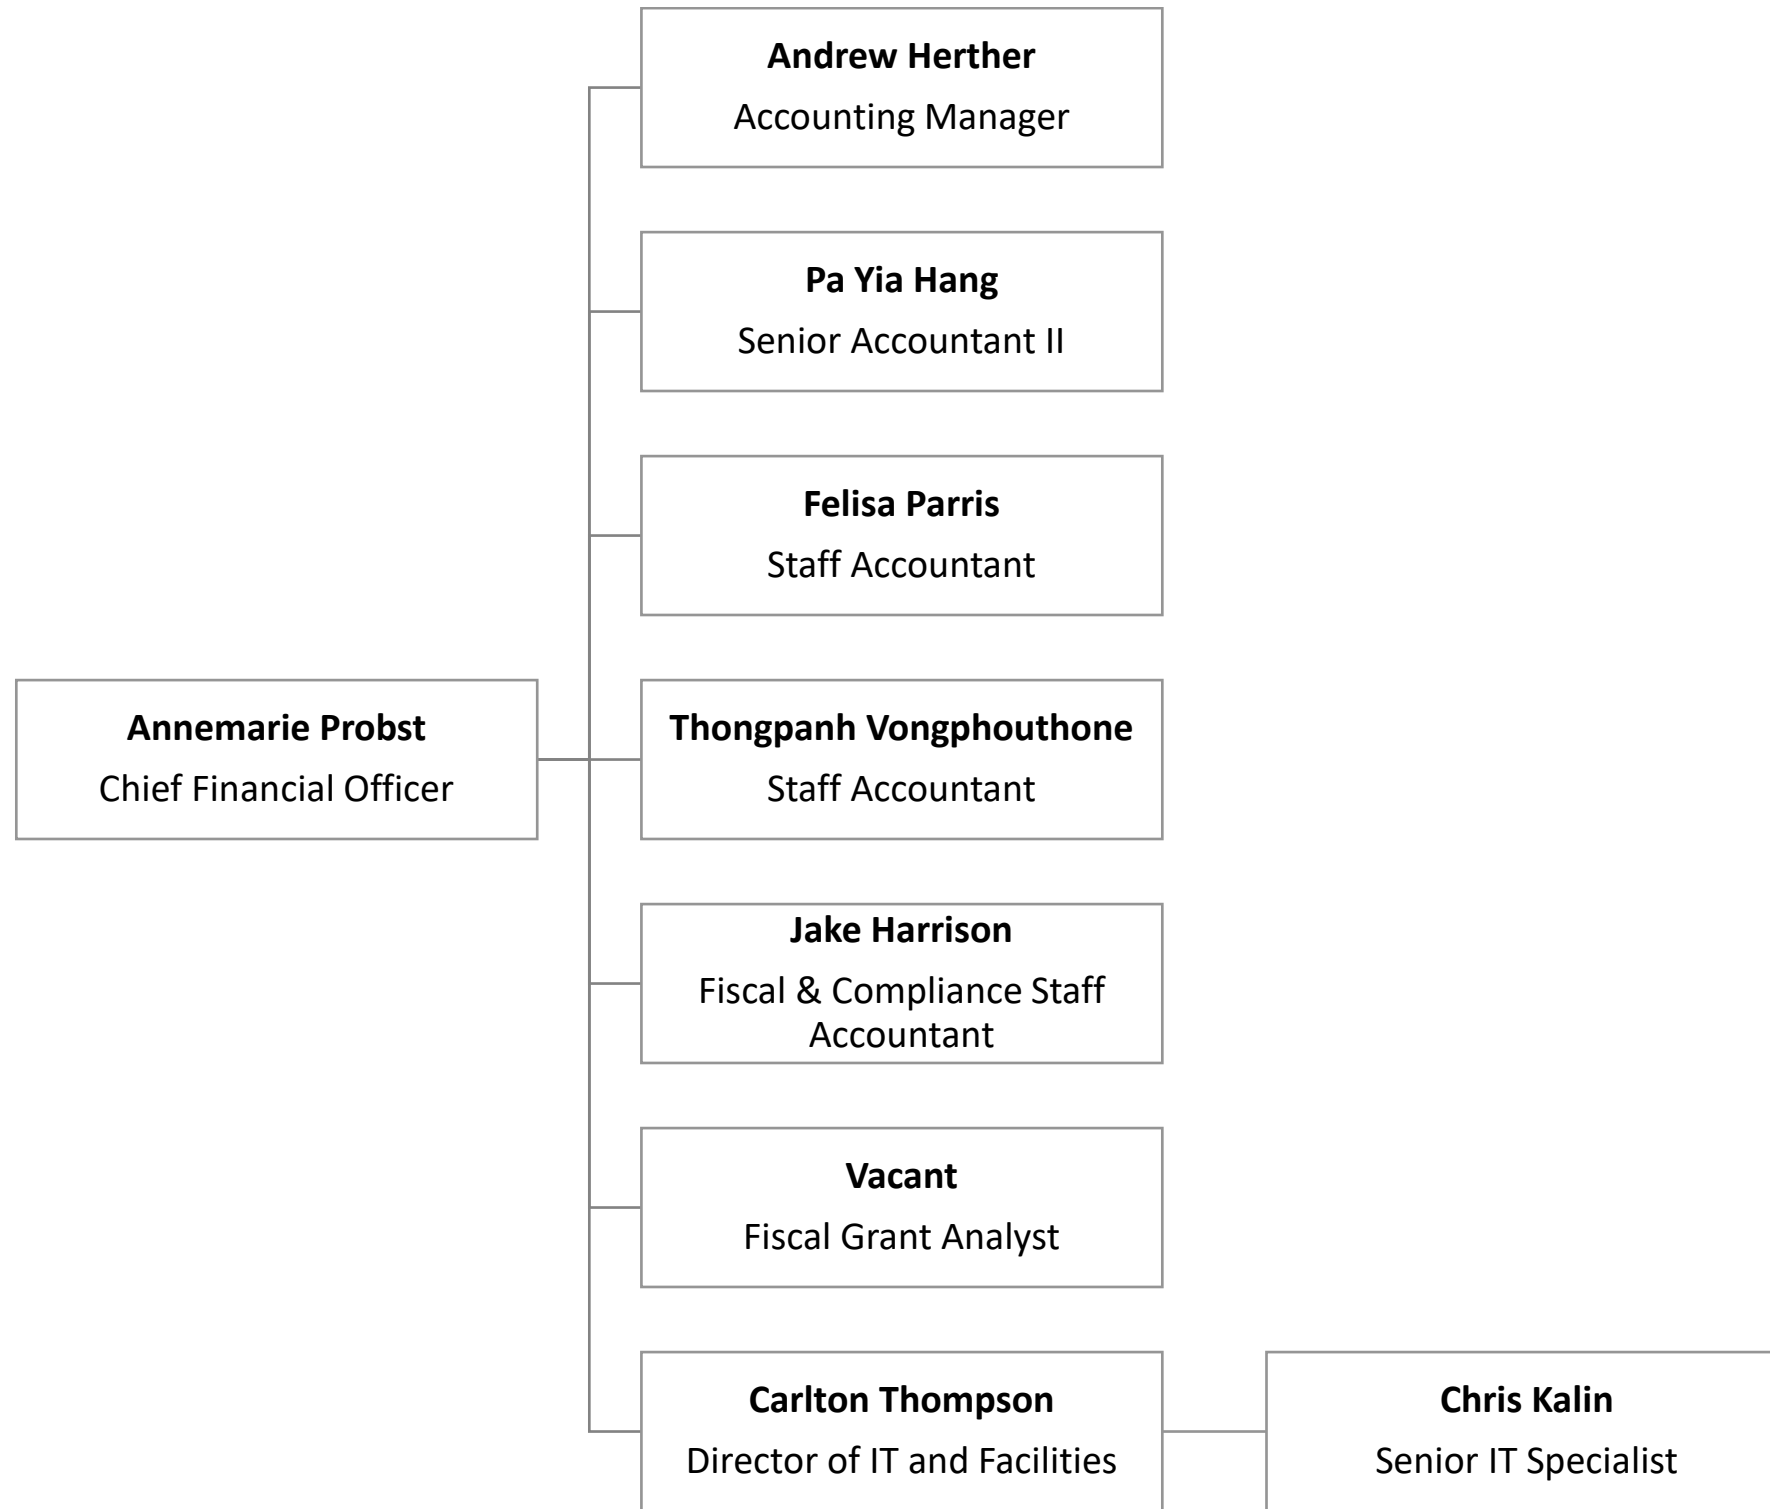 Andrew Herther
Accounting Manager
Pa Yia Hang
Senior Accountant II
Felisa Parris
Staff Accountant
Annemarie Probst
Chief Financial Officer
Thongpanh Vongphouthone
Staff Accountant
Jake Harrison
Fiscal & Compliance Staff
Accountant
Vacant
Fiscal Grant Analyst
Carlton Thompson
Director of IT and Facilities
Chris Kalin
Senior IT Specialist